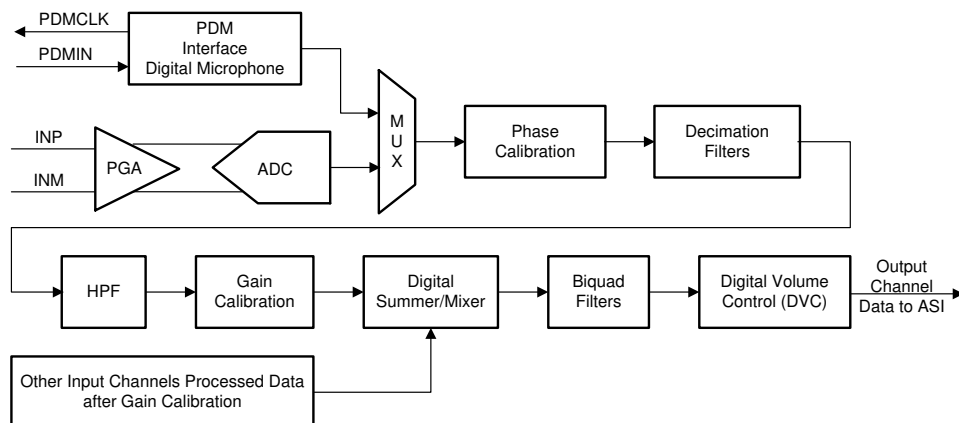 PDMCLK
PDMIN
PDM
Interface
Digital Microphone
INP
INM
PGA
ADC
M
U
X
Phase
Calibration
Decimation
Filters
HPF
Gain
Calibration
Digital
Summer/Mixer
Biquad
Filters
Digital Volume
Control (DVC)
Output
Channel
Data to ASI
Other Input Channels Processed Data
after Gain Calibration